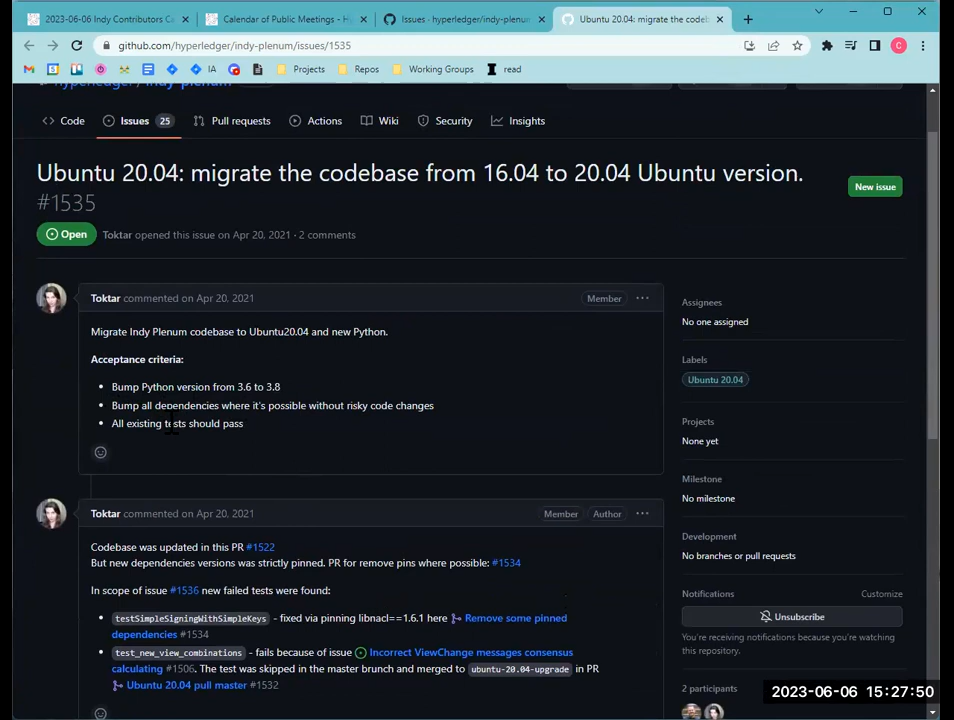 2023-06-06 Indy Contributors C
Calendar of Public Meetings - H
Issues · hyperledger/indy-plenum
Ubuntu 20.04: migrate the codeb
github.com/hyperledger/indy-plenum/issues/1535
IA
Projects
Repos
Working Groups
read
hyperledger / indy-plenum
Code
Issues 25
Pull requests
Actions
Wiki
Security
Insights
Ubuntu 20.04: migrate the codebase from 16.04 to 20.04 Ubuntu version.
#1535
New issue
Open
Toktar opened this issue on Apr 20, 2021 · 2 comments
Toktar commented on Apr 20, 2021
Member
Migrate Indy Plenum codebase to Ubuntu20.04 and new Python.
Acceptance criteria:
• Bump Python version from 3.6 to 3.8
• Bump all dependencies where it's possible without risky code changes
• All existing tests should pass
Toktar commented on Apr 20, 2021
Member
Author
Codebase was updated in this PR #1522
But new dependencies versions was strictly pinned. PR for remove pins where possible: #1534
In scope of issue #1536 new failed tests were found:
• testSimpleSigningWithSimpleKeys - fixed via pinning libnacl==1.6.1 here Remove some pinned
dependencies #1534
• test_new_view_combinations - fails because of issue Incorrect ViewChange messages consensus
calculating #1506. The test was skipped in the master brunch and merged to ubuntu-20.04-upgrade in PR
Ubuntu 20.04 pull master #1532
Assignees
No one assigned
Labels
Ubuntu 20.04
Projects
None yet
Milestone
No milestone
Development
No branches or pull requests
Notifications
Customize
Unsubscribe
You're receiving notifications because you're watching
this repository.
2 participants
2023-06-06 15:27:50